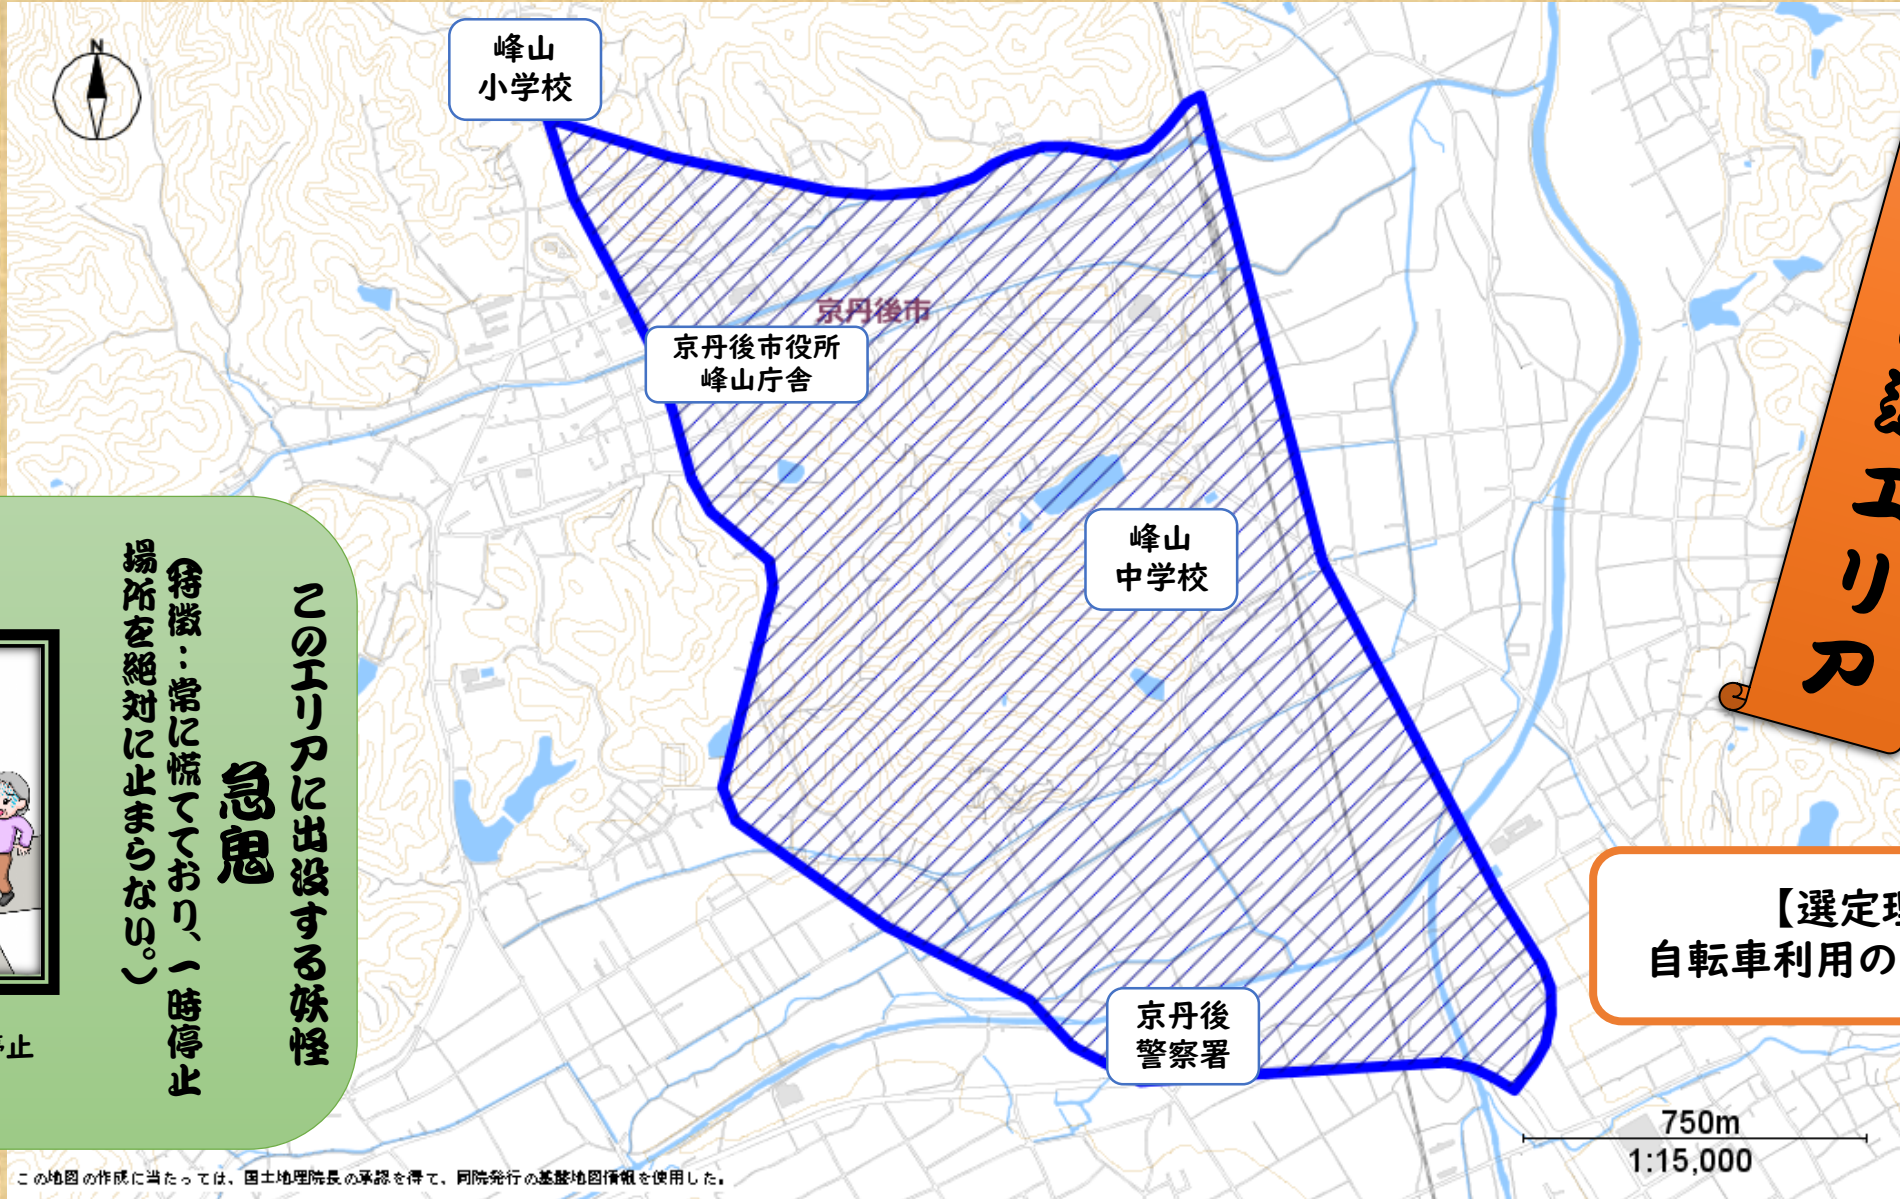 N
峰山
小学校
京丹後市
京丹後市役所
峰山庁舎
峰山
中学校
京丹後
警察署
エリア
このエリアに出没する妖怪
急鬼
（特徴：常に慌てており、一時停止
場所を絶対に止まらない。）
止
【選定理
自転車利用の
750m
1:15,000
この地図の作成に当たっては、国土地理院長の承認を得て、同院発行の基盤地図情報を使用した。